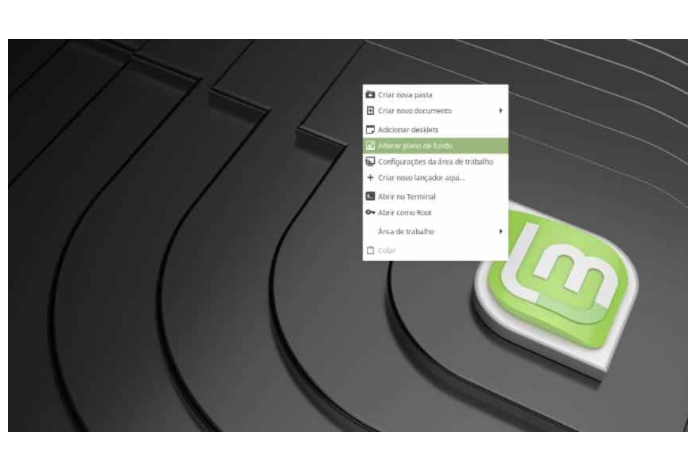 Criar nova pasta
Criar novo documento
Adicionar desklets
Alterar plano de fundo
Configurações da área de trabalho
Criar novo lançador aqui...
Abrir no Terminal
Abrir como Root
Área de trabalho
Colar
lm